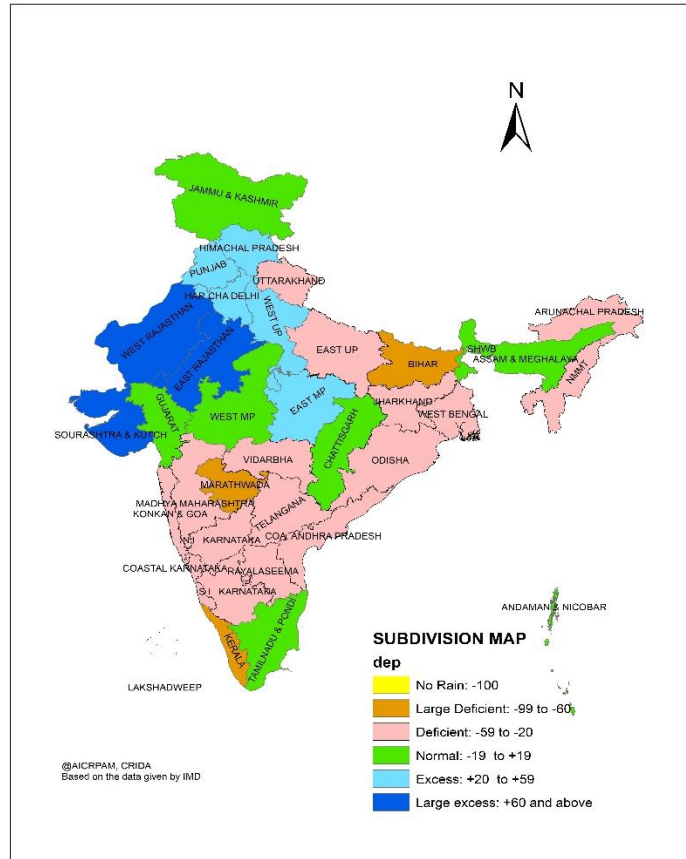 N
JAMMU & KASHMIR
HIMACHAL PRADESH
PUNJAB
UTTARAKHAND
HAR CHA DELHI
WEST UP
ARUNACHAL PRADESH
WEST RAJASTHAN
EAST RAJASTHAN
EAST UP
BIHAR
SHWB
ASSAM & MEGHALAYA
NMMT
GUJARAT
WEST MP
EAST MP
JHARKHAND
WEST BENGAL
SOURASHTRA & KUTCH
CHATTISGARH
VIDARBHA
ODISHA
MARATHWADA
MADHYA MAHARASHTRA
KONKAN & GOA
TELANGANA
N I KARNATAKA
COA. ANDHRA PRADESH
COASTAL KARNATAKA
RAYALASEEMA
S I KARNATAKA
ANDAMAN & NICOBAR
KERALA
TAMILNADU & PONDI
LAKSHADWEEP
SUBDIVISION MAP
dep
No Rain: -100
Large Deficient: -99 to -60
Deficient: -59 to -20
Normal: -19 to +19
Excess: +20 to +59
Large excess: +60 and above
@AICRPAM, CRIDA
Based on the data given by IMD